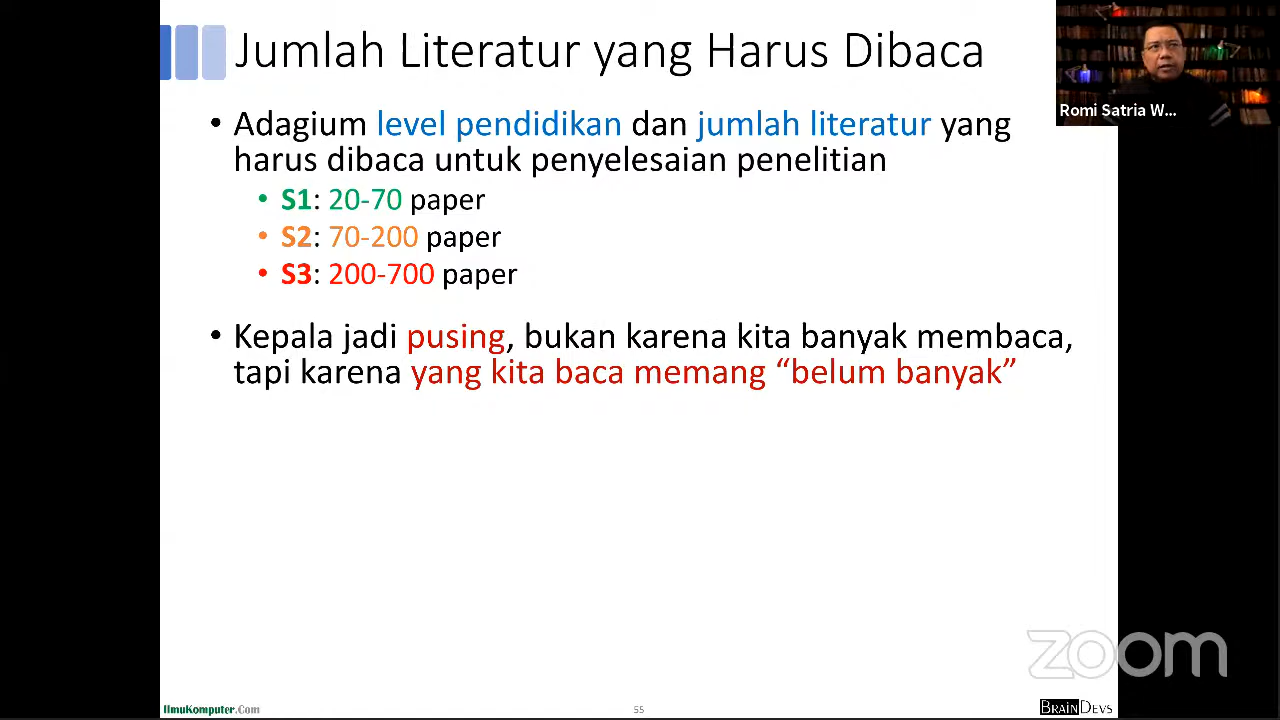 Jumlah Literatur yang Harus Dibaca
Romi Satria W...
• Adagium level pendidikan dan jumlah literatur yang
harus dibaca untuk penyelesaian penelitian
• S1: 20-70 paper
• S2: 70-200 paper
• S3: 200-700 paper
• Kepala jadi pusing, bukan karena kita banyak membaca,
tapi karena yang kita baca memang “belum banyak”
zoom
IlmuKomputer.Com
55
BRAINDEVS